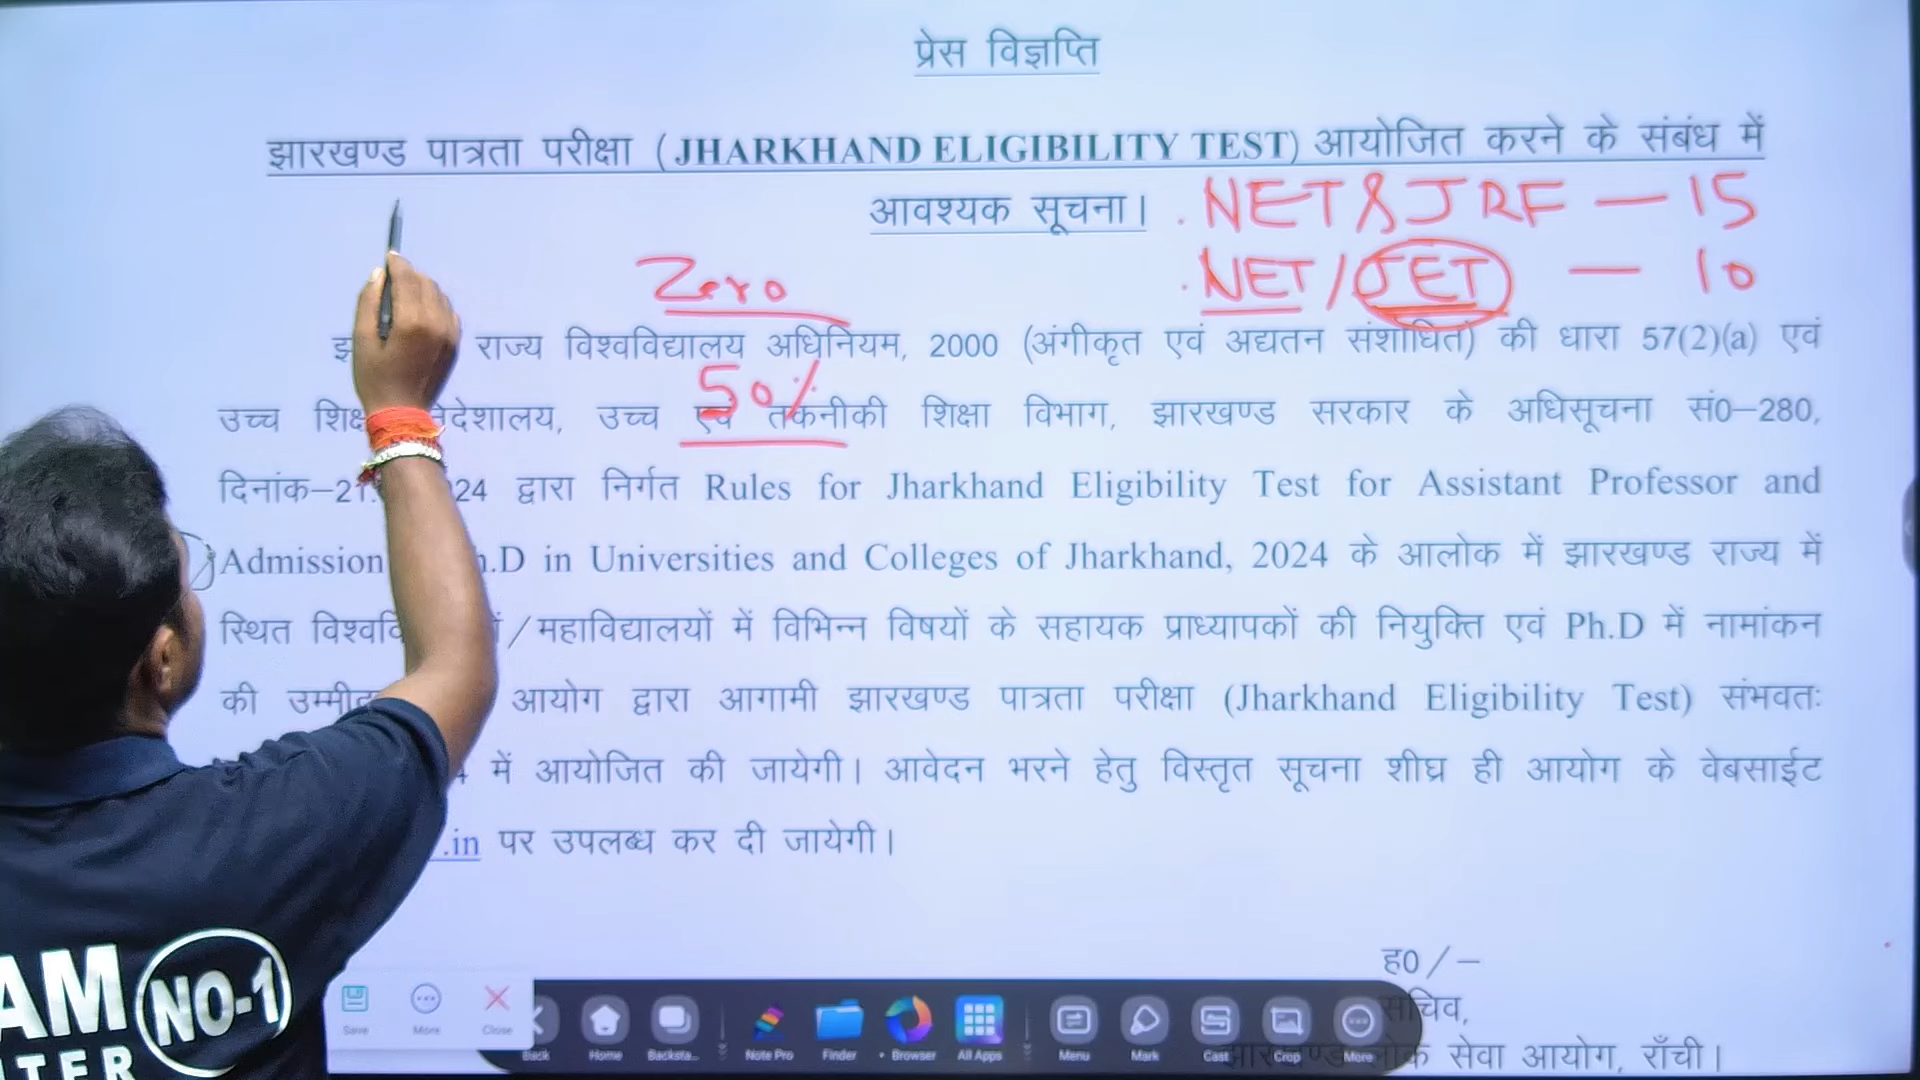 प्रेस विज्ञप्ति
झारखण्ड पात्रता परीक्षा (JHARKHAND ELIGIBILITY TEST) आयोजित करने के संबंध में
आवश्यक सूचना।
NET & JRF — 15
NET / JET — 10
Zero
राज्य विश्वविद्यालय अधिनियम, 2000 (अंगीकृत एवं अद्यतन संशोधित) की धारा 57(2)(a) एवं
50%
उच्च उच्च एवं तकनीकी शिक्षा विभाग, झारखण्ड सरकार के अधिसूचना सं0–280,
24 द्वारा निर्गत Rules for Jharkhand Eligibility Test for Assistant Professor and
Admission .D in Universities and Colleges of Jharkhand, 2024 के आलोक में झारखण्ड राज्य में
स्थित /महाविद्यालयों में विभिन्न विषयों के सहायक प्राध्यापकों की नियुक्ति एवं Ph.D में नामांकन
की आयोग द्वारा आगामी झारखण्ड पात्रता परीक्षा (Jharkhand Eligibility Test) संभवतः
में आयोजित की जायेगी। आवेदन भरने हेतु विस्तृत सूचना शीघ्र ही आयोग के वेबसाईट
.in पर उपलब्ध कर दी जायेगी।
ह0/–
सचिव,
लोक सेवा आयोग, राँची।
AM NO-1
TER
Save More Close
Back Home Backsta... Note Pro Finder Browser All Apps Menu Mark Cast Crop More